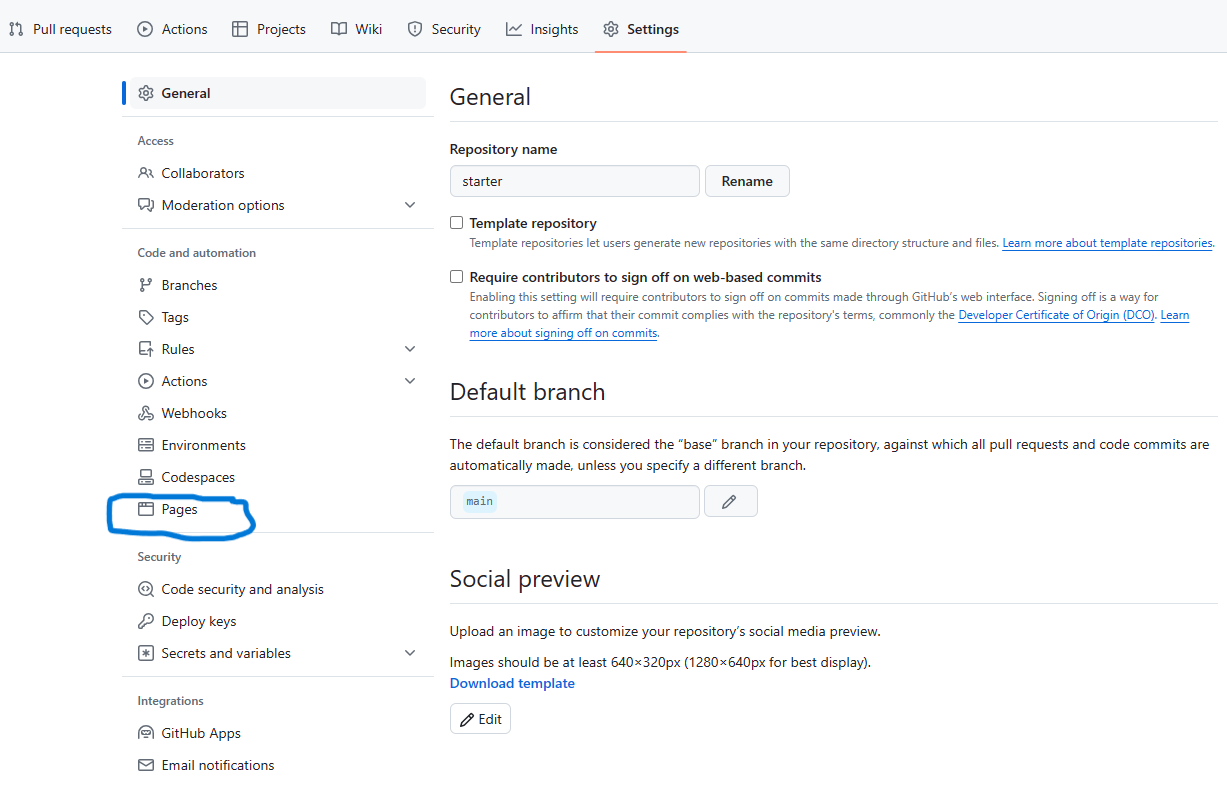 Pull requests Actions Projects Wiki Security Insights Settings
General
Access
Collaborators
Moderation options
Code and automation
Branches
Tags
Rules
Actions
Webhooks
Environments
Codespaces
Pages
Security
Code security and analysis
Deploy keys
Secrets and variables
Integrations
GitHub Apps
Email notifications
General
Repository name
starter Rename
Template repository
Template repositories let users generate new repositories with the same directory structure and files. Learn more about template repositories.
Require contributors to sign off on web-based commits
Enabling this setting will require contributors to sign off on commits made through GitHub’s web interface. Signing off is a way for
contributors to affirm that their commit complies with the repository's terms, commonly the Developer Certificate of Origin (DCO). Learn
more about signing off on commits.
Default branch
The default branch is considered the “base” branch in your repository, against which all pull requests and code commits are
automatically made, unless you specify a different branch.
main
Social preview
Upload an image to customize your repository’s social media preview.
Images should be at least 640×320px (1280×640px for best display).
Download template
Edit